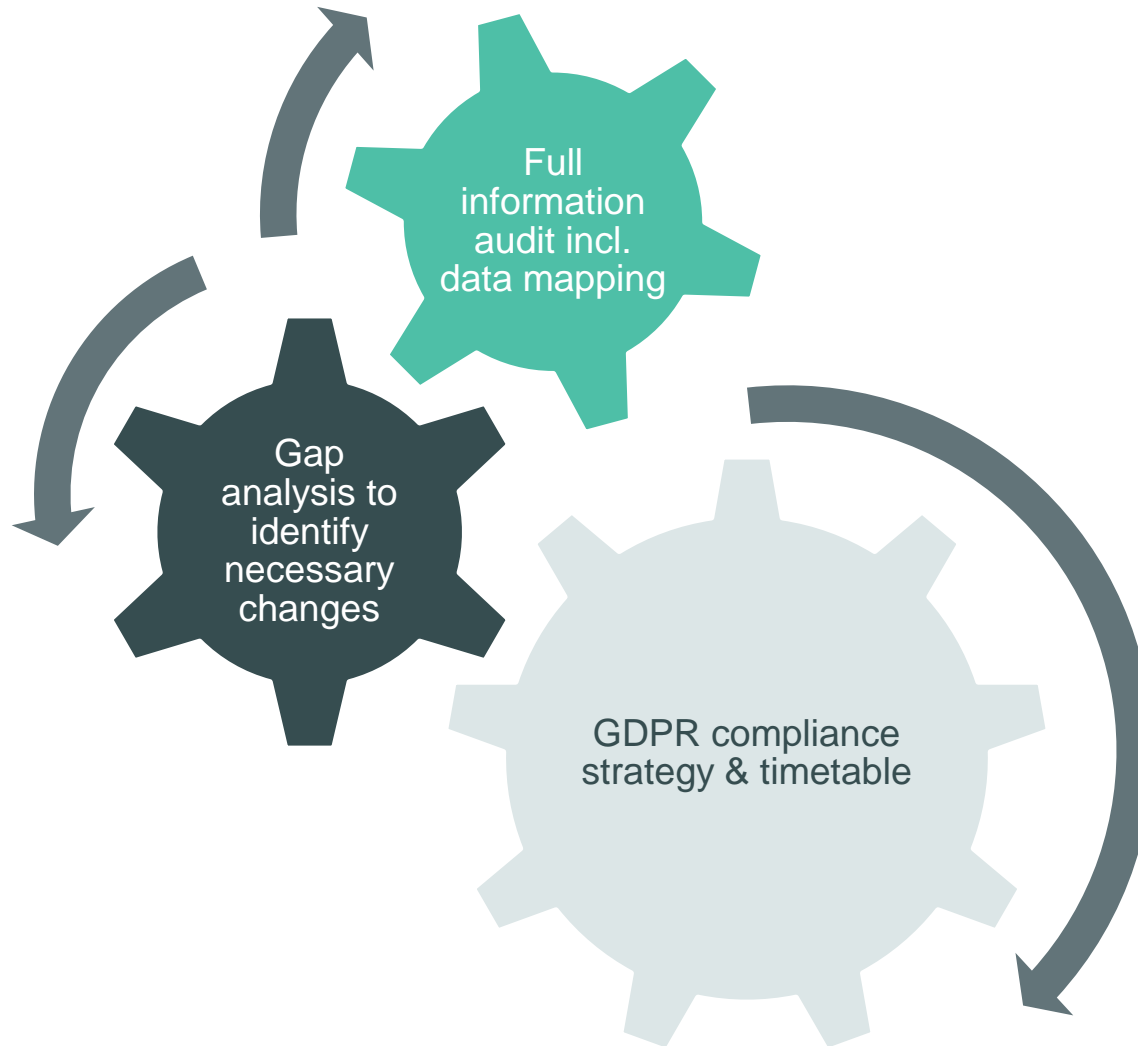 Full
information
audit incl.
data mapping
Gap
analysis to
identify
necessary
changes
GDPR compliance
strategy & timetable